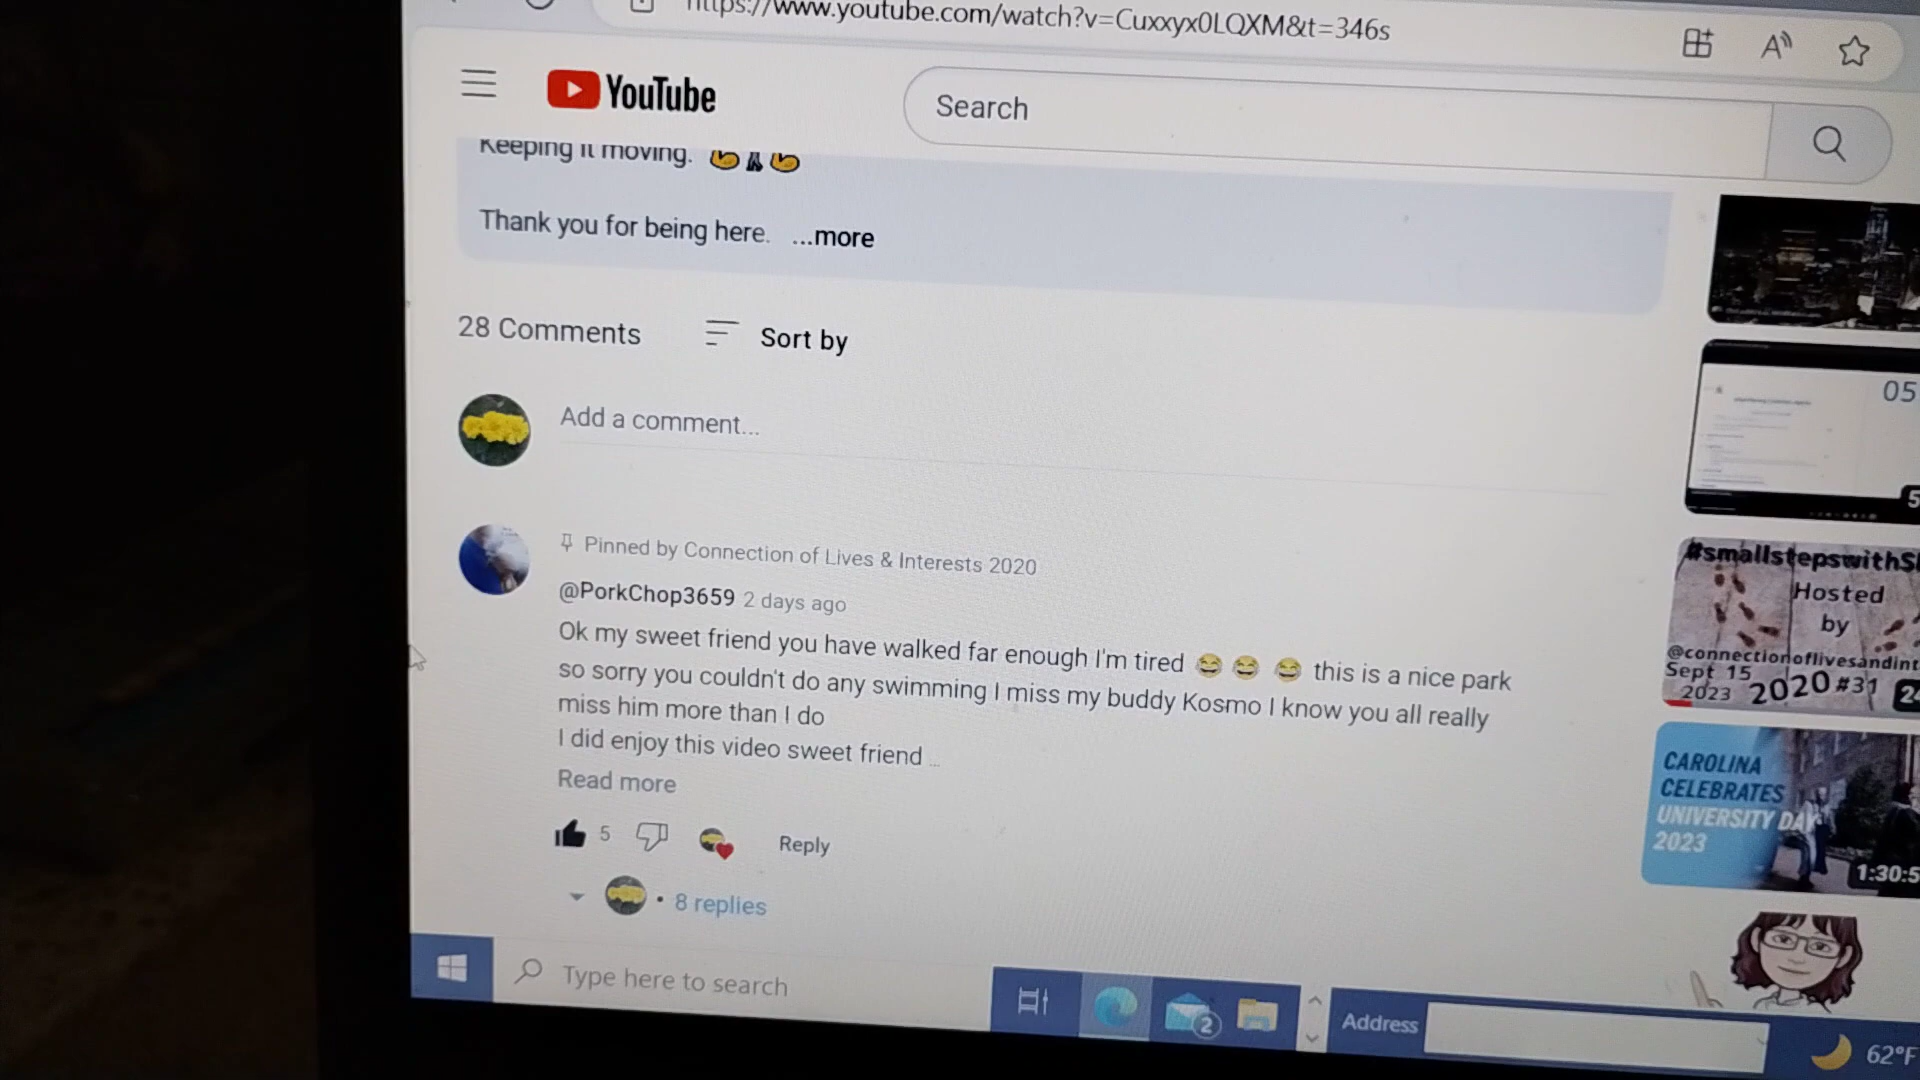 https://www.youtube.com/watch?v=Cuxxyx0LQXM&t=346s
YouTube
Search
Keeping it moving.
Thank you for being here. ...more
28 Comments
Sort by
Add a comment...
Pinned by Connection of Lives & Interests 2020
@PorkChop3659 2 days ago
Ok my sweet friend you have walked far enough I'm tired 😂 😂 😂 this is a nice park
so sorry you couldn't do any swimming I miss my buddy Kosmo I know you all really
miss him more than I do
I did enjoy this video sweet friend ...
Read more
5
Reply
8 replies
05
5
#smallstepswithS
Hosted
by
@connectionoflivesandint
Sept 15
2023 2020 #31
2
CAROLINA
CELEBRATES
UNIVERSITY DAY
2023
1:30:5
Type here to search
2
Address
62°F